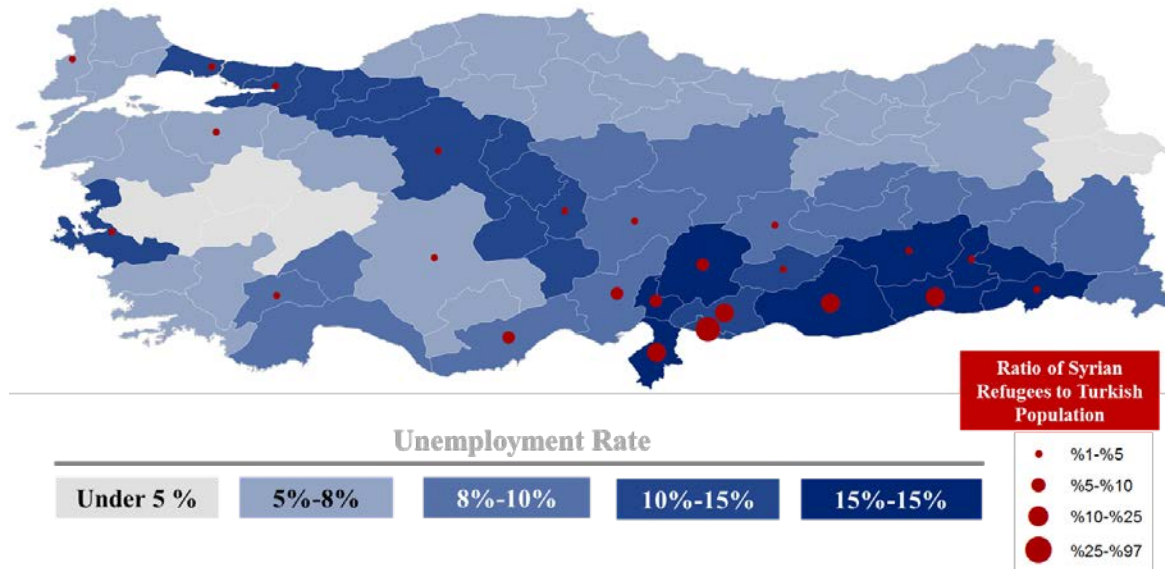 Ratio of Syrian
Refugees to Turkish
Population
Unemployment Rate
%1-%5
%5-%10
%10-%25
%25-%97
Under 5 %
5%-8%
8%-10%
10%-15%
15%-15%